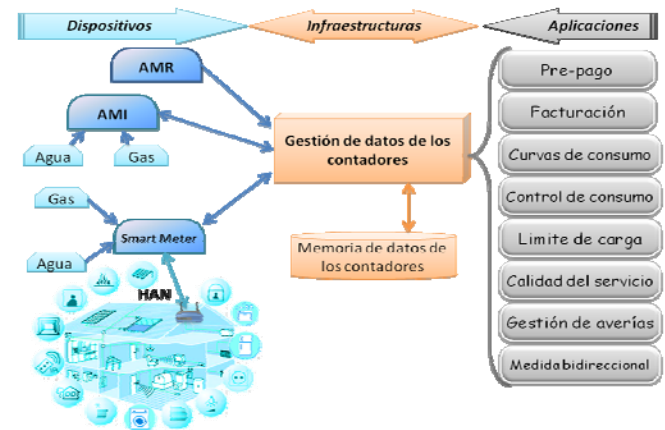 Dispositivos
Infraestructuras
Aplicaciones
AMR
AMI
Agua
Gas
Gas
Smart Meter
Agua
HAN
Gestión de datos de los
contadores
Memoria de datos de
los contadores
Pre-pago
Facturación
Curvas de consumo
Control de consumo
Limite de carga
Calidad del servicio
Gestión de averías
Medida bidireccional